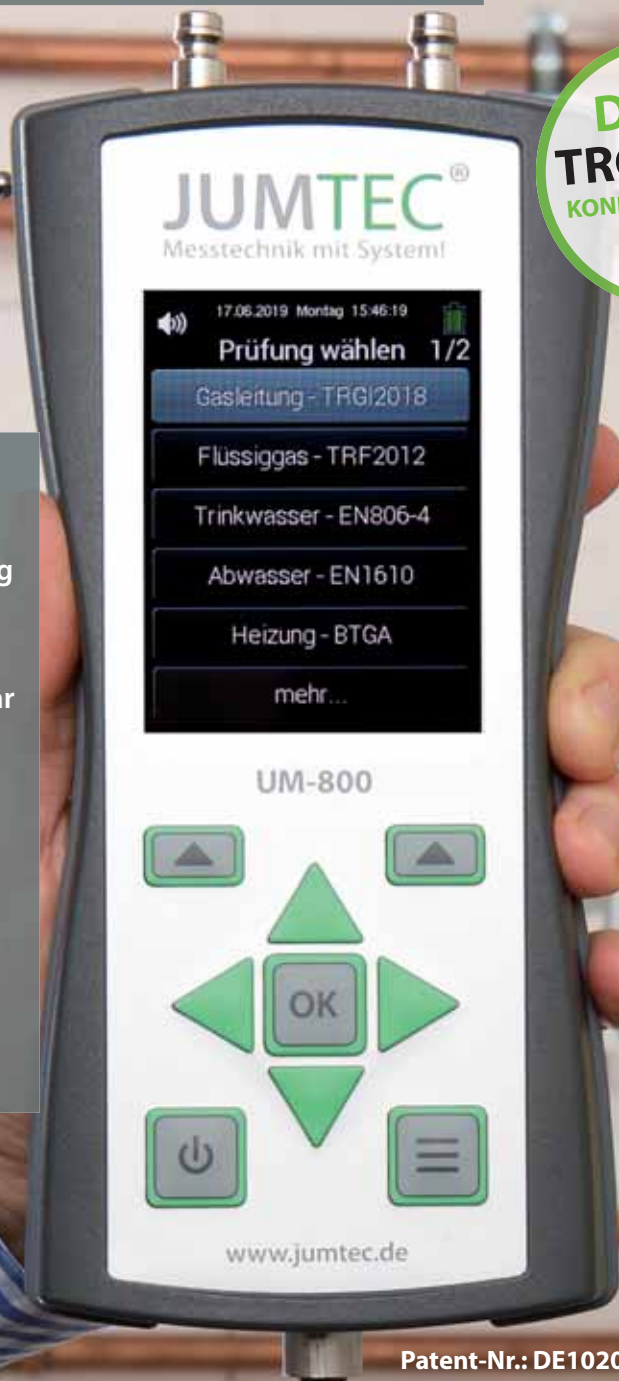 JUMTEC®
Messtechnik mit System!
17.06.2019 Montag 15:46:19
Prüfung wählen 1/2
Gasleitung - TRGI2018
Flüssiggas - TRF2012
Trinkwasser - EN806-4
Abwasser - EN1610
Heizung - BTGA
mehr...
UM-800
OK
www.jumtec.de
Patent-Nr.: DE1020